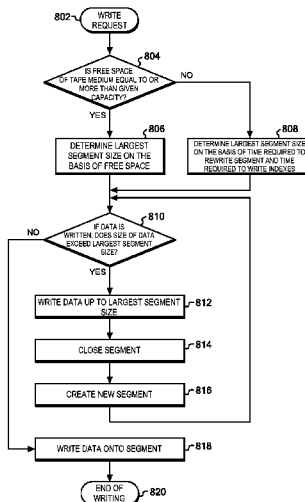 802
WRITE
REQUEST
804
IS FREE SPACE
OF TAPE MEDIUM EQUAL TO OR
MORE THAN GIVEN
CAPACITY?
NO
YES
806
808
DETERMINE LARGEST
SEGMENT SIZE ON THE
BASIS OF FREE SPACE
DETERMINE LARGEST SEGMENT SIZE
ON THE BASIS OF TIME REQUIRED TO
REWRITE SEGMENT AND TIME
REQUIRED TO WRITE INDEXES
810
NO
IF DATA IS
WRITTEN, DOES SIZE OF DATA
EXCEED LARGEST SEGMENT
SIZE?
YES
812
WRITE DATA UP TO LARGEST SEGMENT
SIZE
814
CLOSE SEGMENT
816
CREATE NEW SEGMENT
818
WRITE DATA ONTO SEGMENT
END OF
WRITING
820